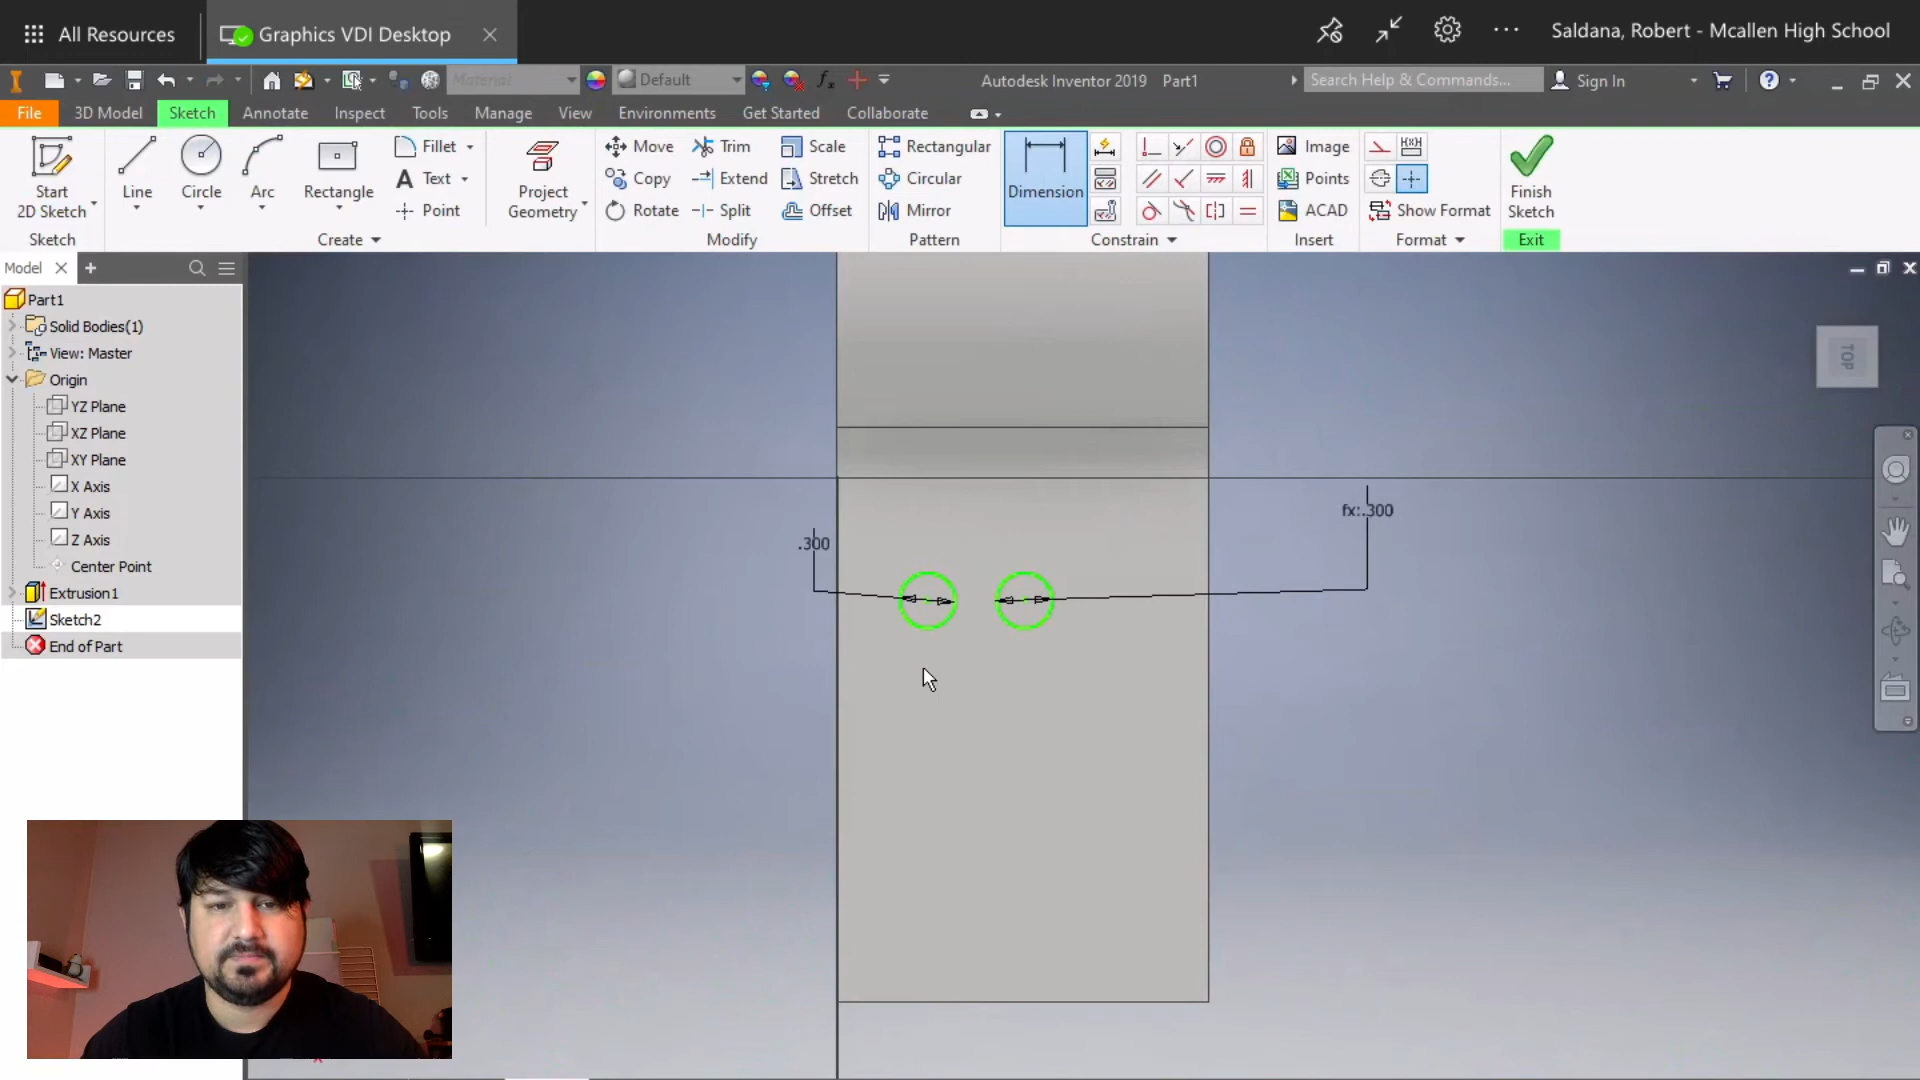 All Resources
Graphics VDI Desktop
Saldana, Robert - Mcallen High School
Material
Default
Autodesk Inventor 2019 Part1
Search Help & Commands...
Sign In
File
3D Model
Sketch
Annotate
Inspect
Tools
Manage
View
Environments
Get Started
Collaborate
Start
2D Sketch
Line
Circle
Arc
Rectangle
Fillet
Text
Point
Project
Geometry
Move
Copy
Rotate
Trim
Extend
Split
Scale
Stretch
Offset
Rectangular
Circular
Mirror
Dimension
Image
Points
ACAD
Show Format
Finish
Sketch
Sketch
Create
Modify
Pattern
Constrain
Insert
Format
Exit
Model
Part1
Solid Bodies(1)
View: Master
Origin
YZ Plane
XZ Plane
XY Plane
X Axis
Y Axis
Z Axis
Center Point
Extrusion1
Sketch2
End of Part
TOP
fx:.300
.300